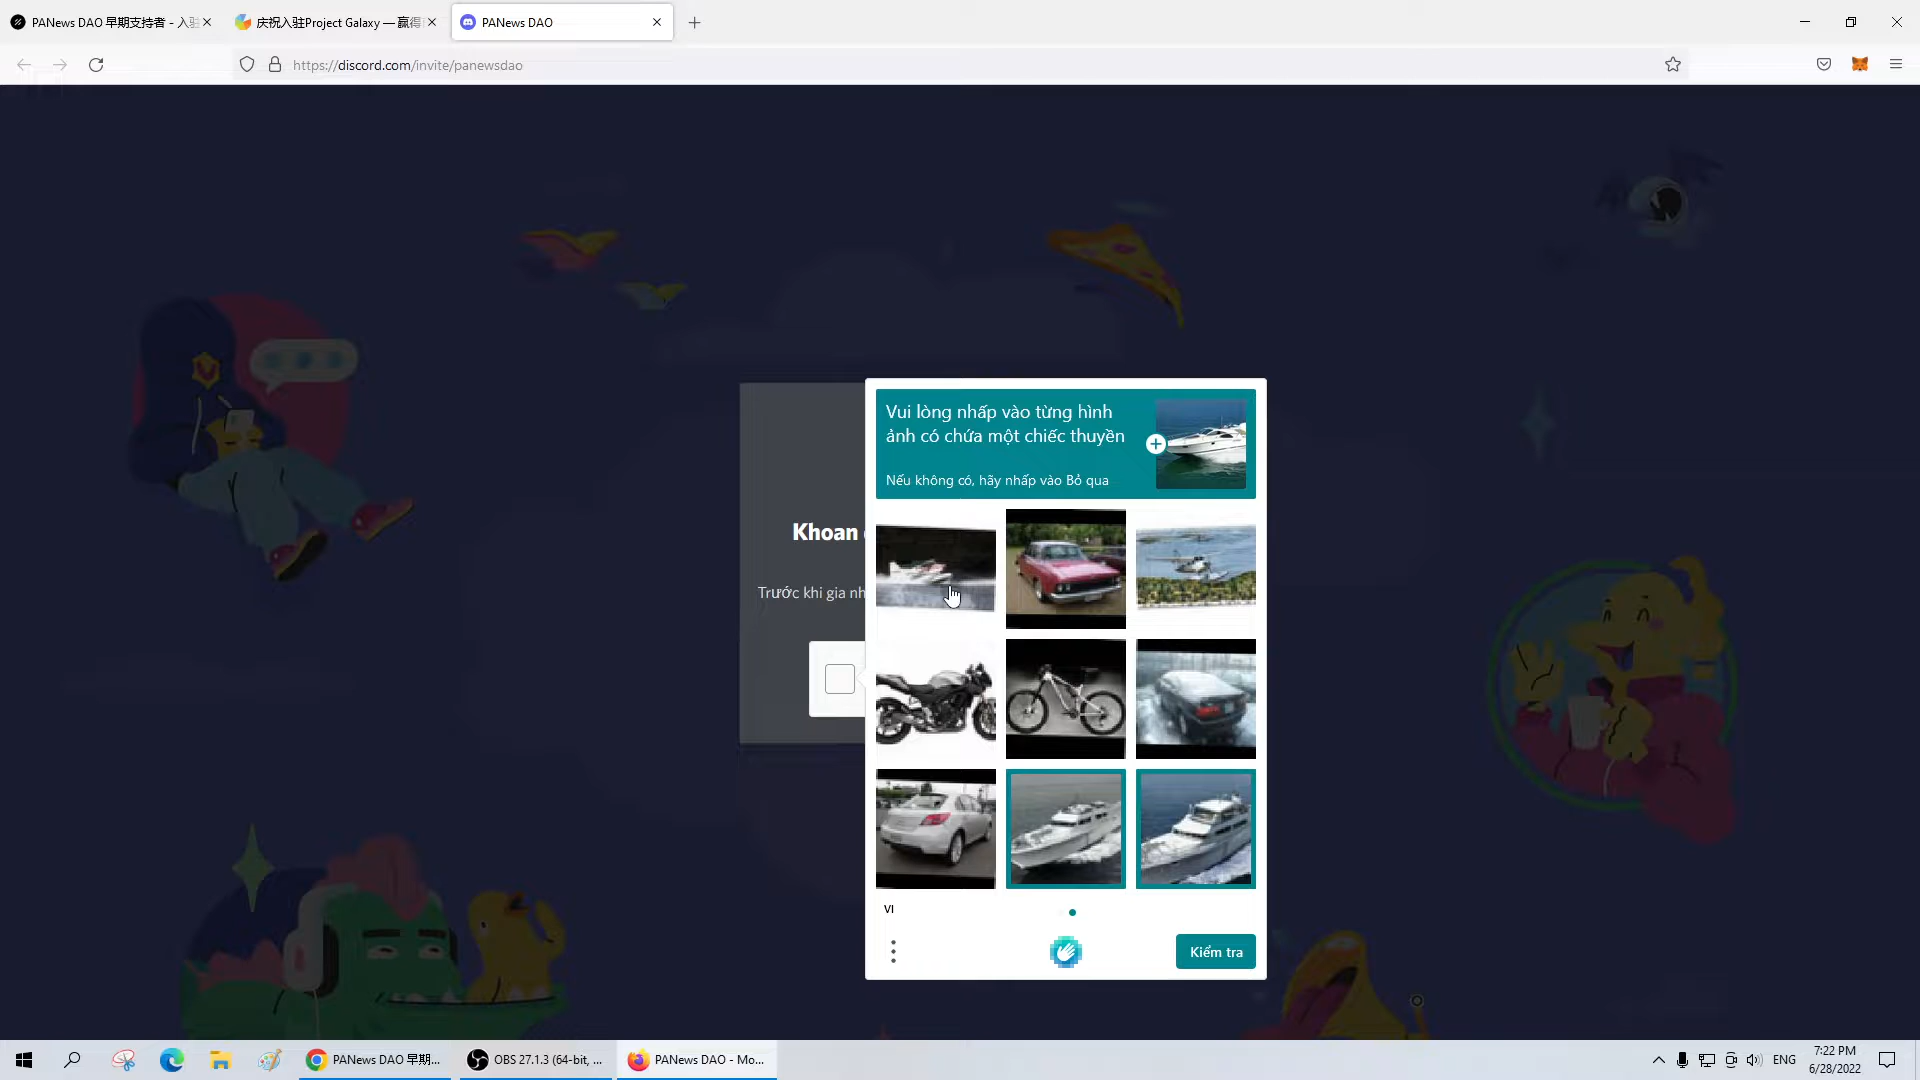 PANews DAO 早期支持者 - 入驻
庆祝入驻Project Galaxy — 赢得
PANews DAO
https://discord.com/invite/panewsdao
Vui lòng nhấp vào từng hình
ảnh có chứa một chiếc thuyền
Nếu không có, hãy nhấp vào Bỏ qua
Khoan
Trước khi gia nh
VI
Kiểm tra
PANews DAO 早期...
OBS 27.1.3 (64-bit, ...
PANews DAO - Mo...
ENG
7:22 PM
6/28/2022